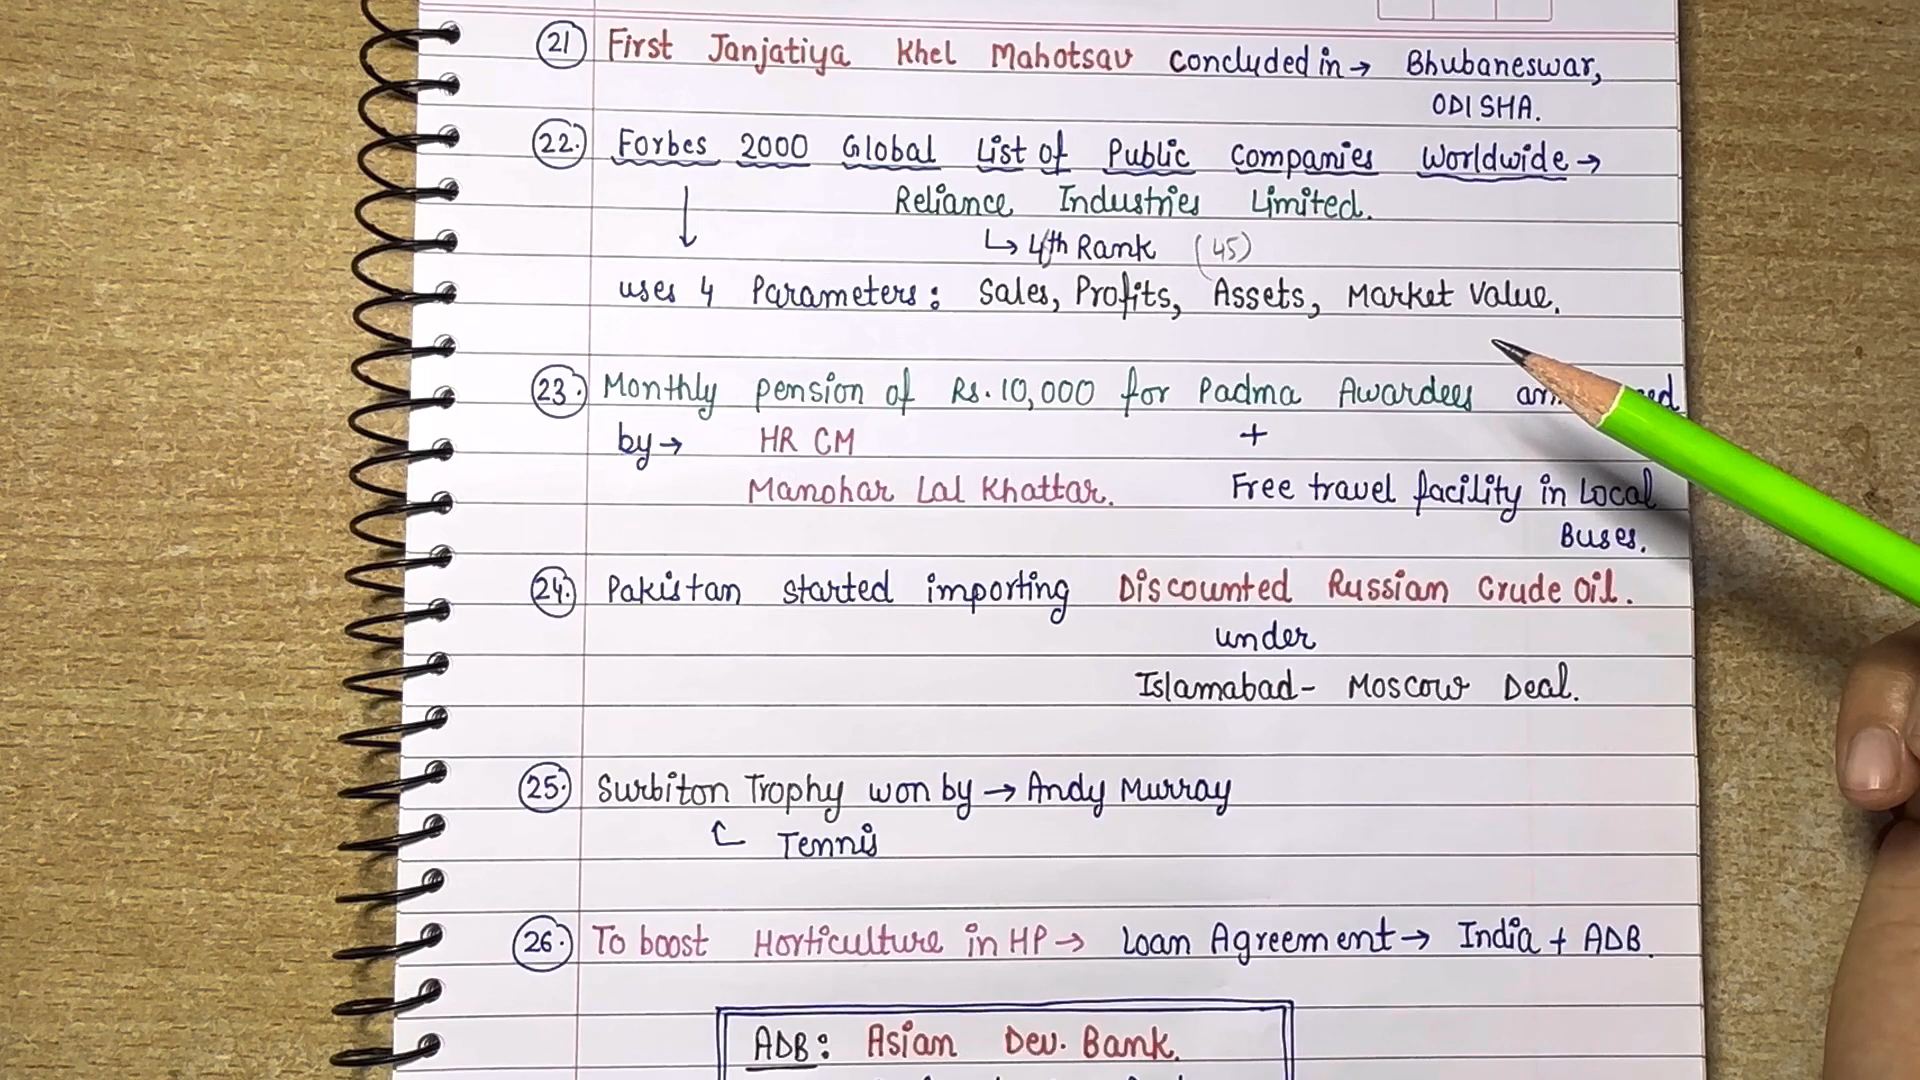 21 First Janjatiya Khel Mahotsav concluded in → Bhubaneswar,
ODISHA.
22. Forbes 2000 Global List of Public Companies Worldwide →
Reliance Industries Limited.
↳ 4th Rank (45)
uses 4 Parameters: Sales, Profits, Assets, Market Value.
23. Monthly pension of Rs. 10,000 for Padma Awardees
by → HR CM +
Manohar Lal Khattar. Free travel facility in Local
Buses.
24. Pakistan started importing Discounted Russian Crude Oil.
under
Islamabad- Moscow Deal.
25. Surbiton Trophy won by → Andy Murray
Tennis
26. To boost Horticulture in HP → Loan Agreement → India + ADB.
ADB: Asian Dev. Bank.